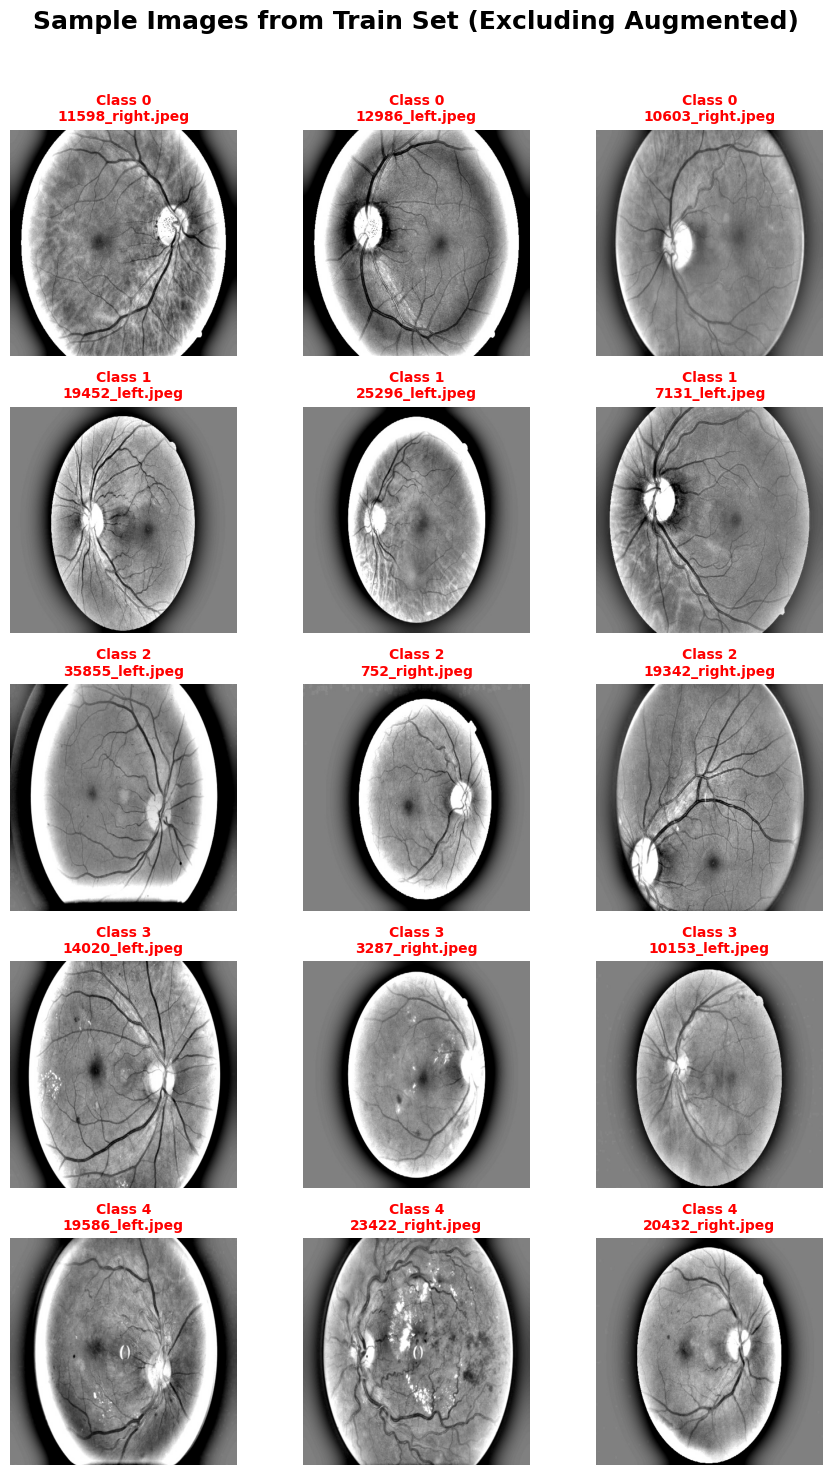 Sample Images from Train Set (Excluding Augmented)
Class 0
11598_right.jpeg
Class 0
12986_left.jpeg
Class 0
10603_right.jpeg
Class 1
19452_left.jpeg
Class 1
25296_left.jpeg
Class 1
7131_left.jpeg
Class 2
35855_left.jpeg
Class 2
752_right.jpeg
Class 2
19342_right.jpeg
Class 3
14020_left.jpeg
Class 3
3287_right.jpeg
Class 3
10153_left.jpeg
Class 4
19586_left.jpeg
Class 4
23422_right.jpeg
Class 4
20432_right.jpeg